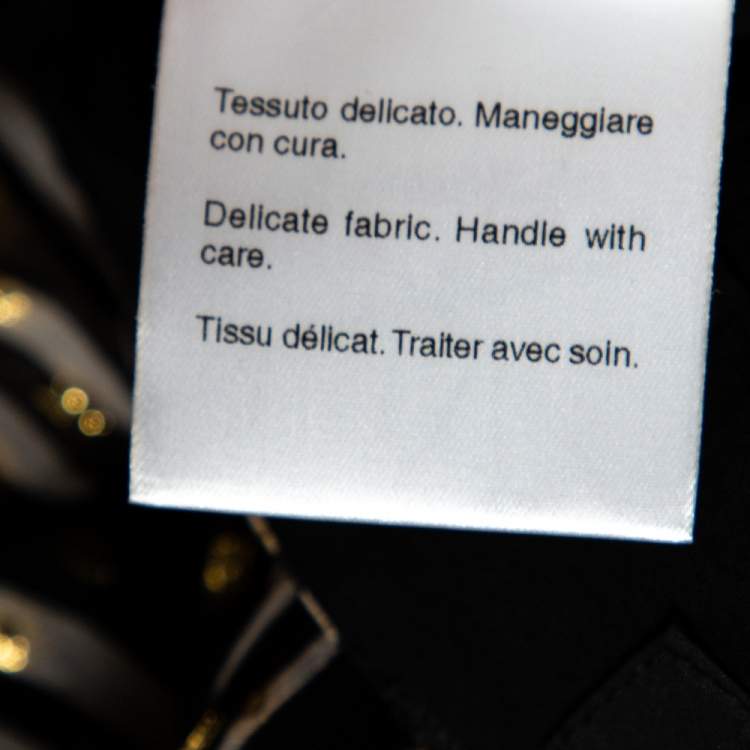 Tessuto delicato. Maneggiare
con cura.
Delicate fabric. Handle with
care.
Tissu délicat. Traiter avec soin.